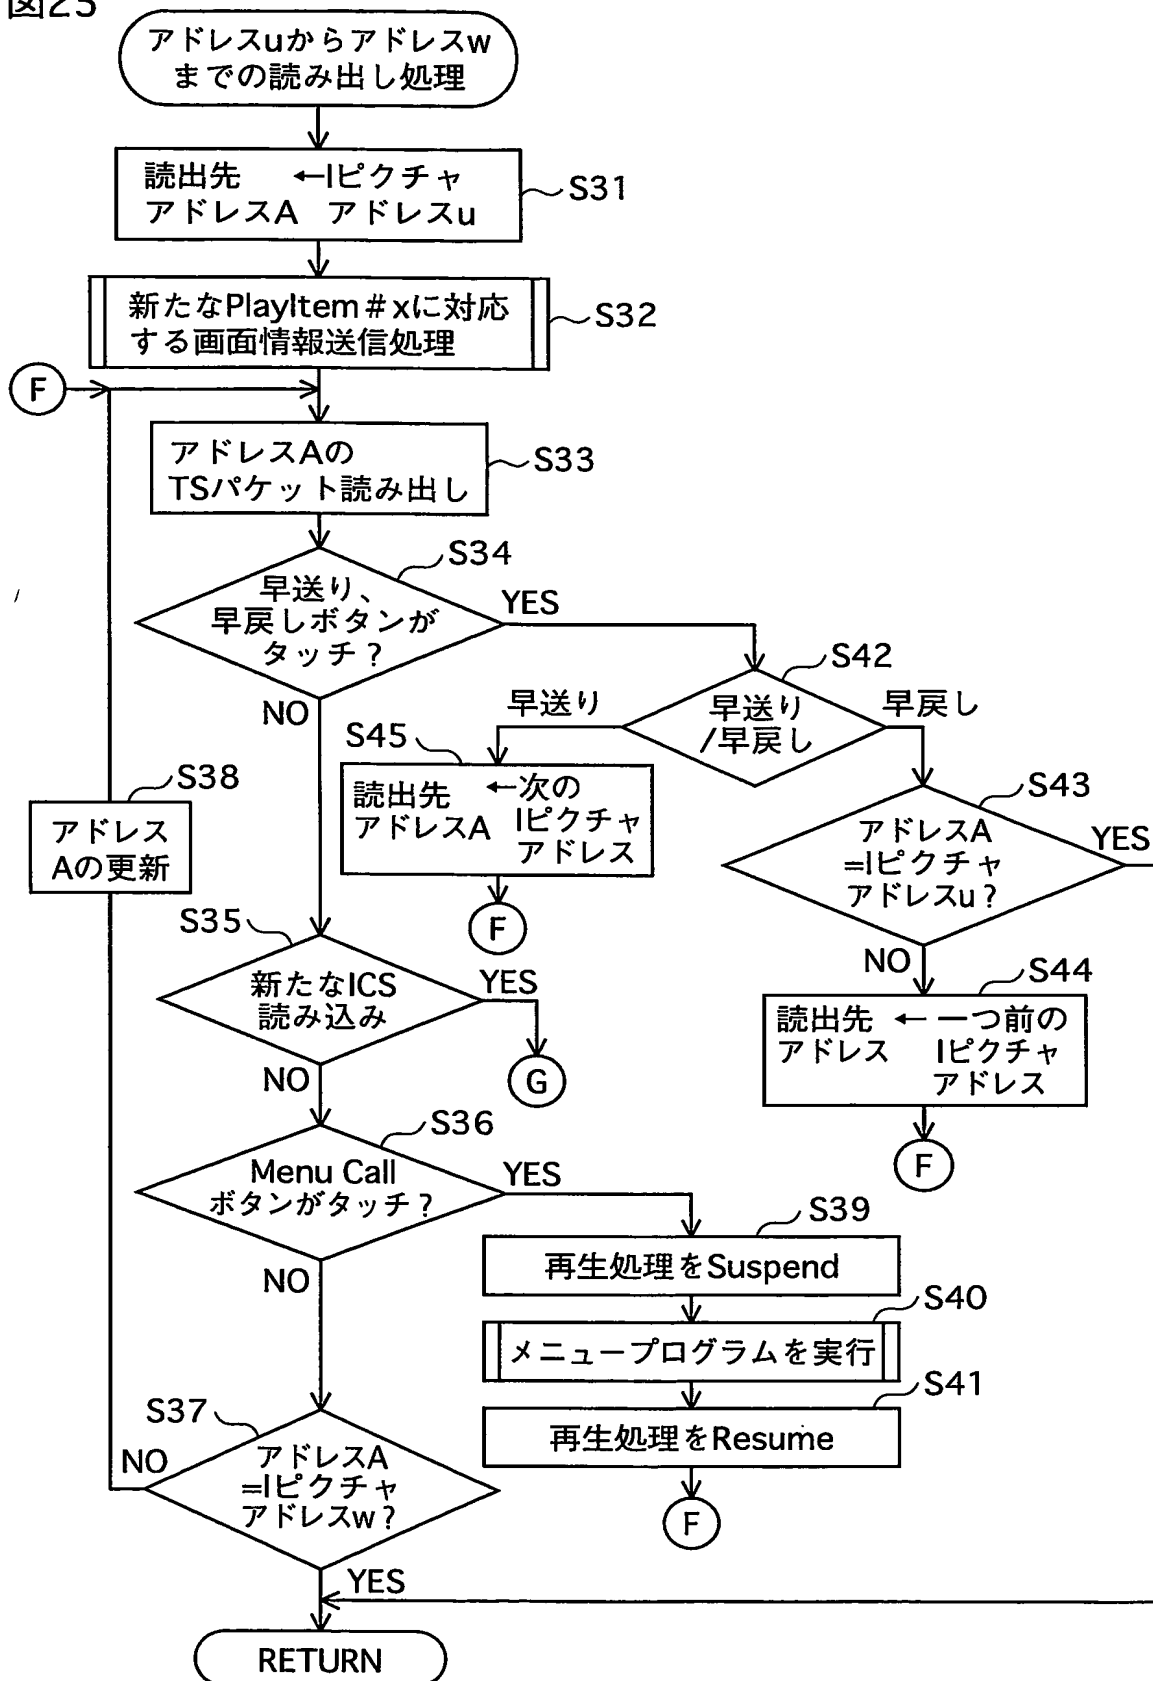 図25
アドレスuからアドレスw
までの読み出し処理
読出先 ←Iピクチャ
アドレスA アドレスu
S31
新たなPlayItem#xに対応
する画面情報送信処理
S32
F
アドレスAの
TSパケット読み出し
S33
S34
早送り、
早戻しボタンが
タッチ?
YES
NO
S42
早送り
/早戻し
早送り
早戻し
S45
読出先 ←次の
アドレスA Iピクチャ
アドレス
F
S43
アドレスA
=Iピクチャ
アドレスu?
YES
NO
S44
読出先 ← 一つ前の
アドレス Iピクチャ
アドレス
F
S38
アドレス
Aの更新
S35
新たなICS
読み込み
YES
G
NO
S36
Menu Call
ボタンがタッチ?
YES
NO
S39
再生処理をSuspend
S40
メニュープログラムを実行
S41
再生処理をResume
F
S37
アドレスA
=Iピクチャ
アドレスw?
NO
YES
RETURN